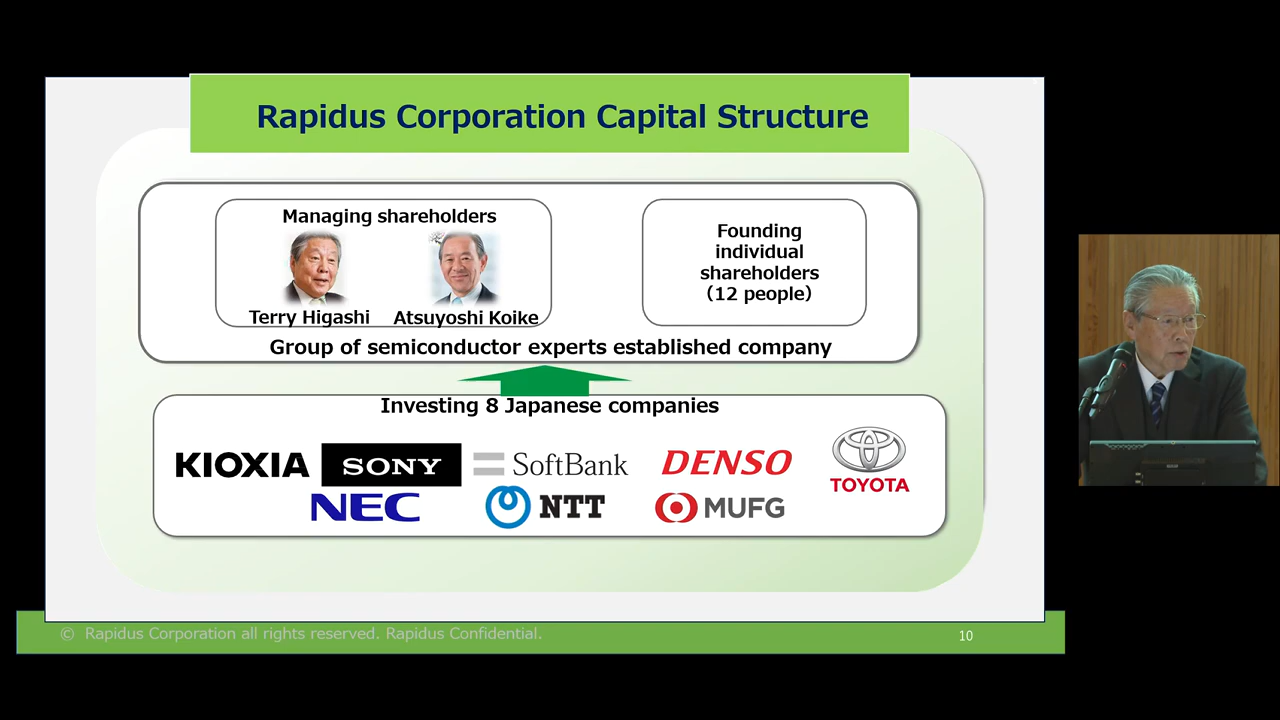 Rapidus Corporation Capital Structure
Managing shareholders
Terry Higashi
Atsuyoshi Koike
Founding
individual
shareholders
（12 people）
Group of semiconductor experts established company
Investing 8 Japanese companies
KIOXIA
SONY
SoftBank
DENSO
TOYOTA
NEC
NTT
MUFG
© Rapidus Corporation all rights reserved. Rapidus Confidential.
10